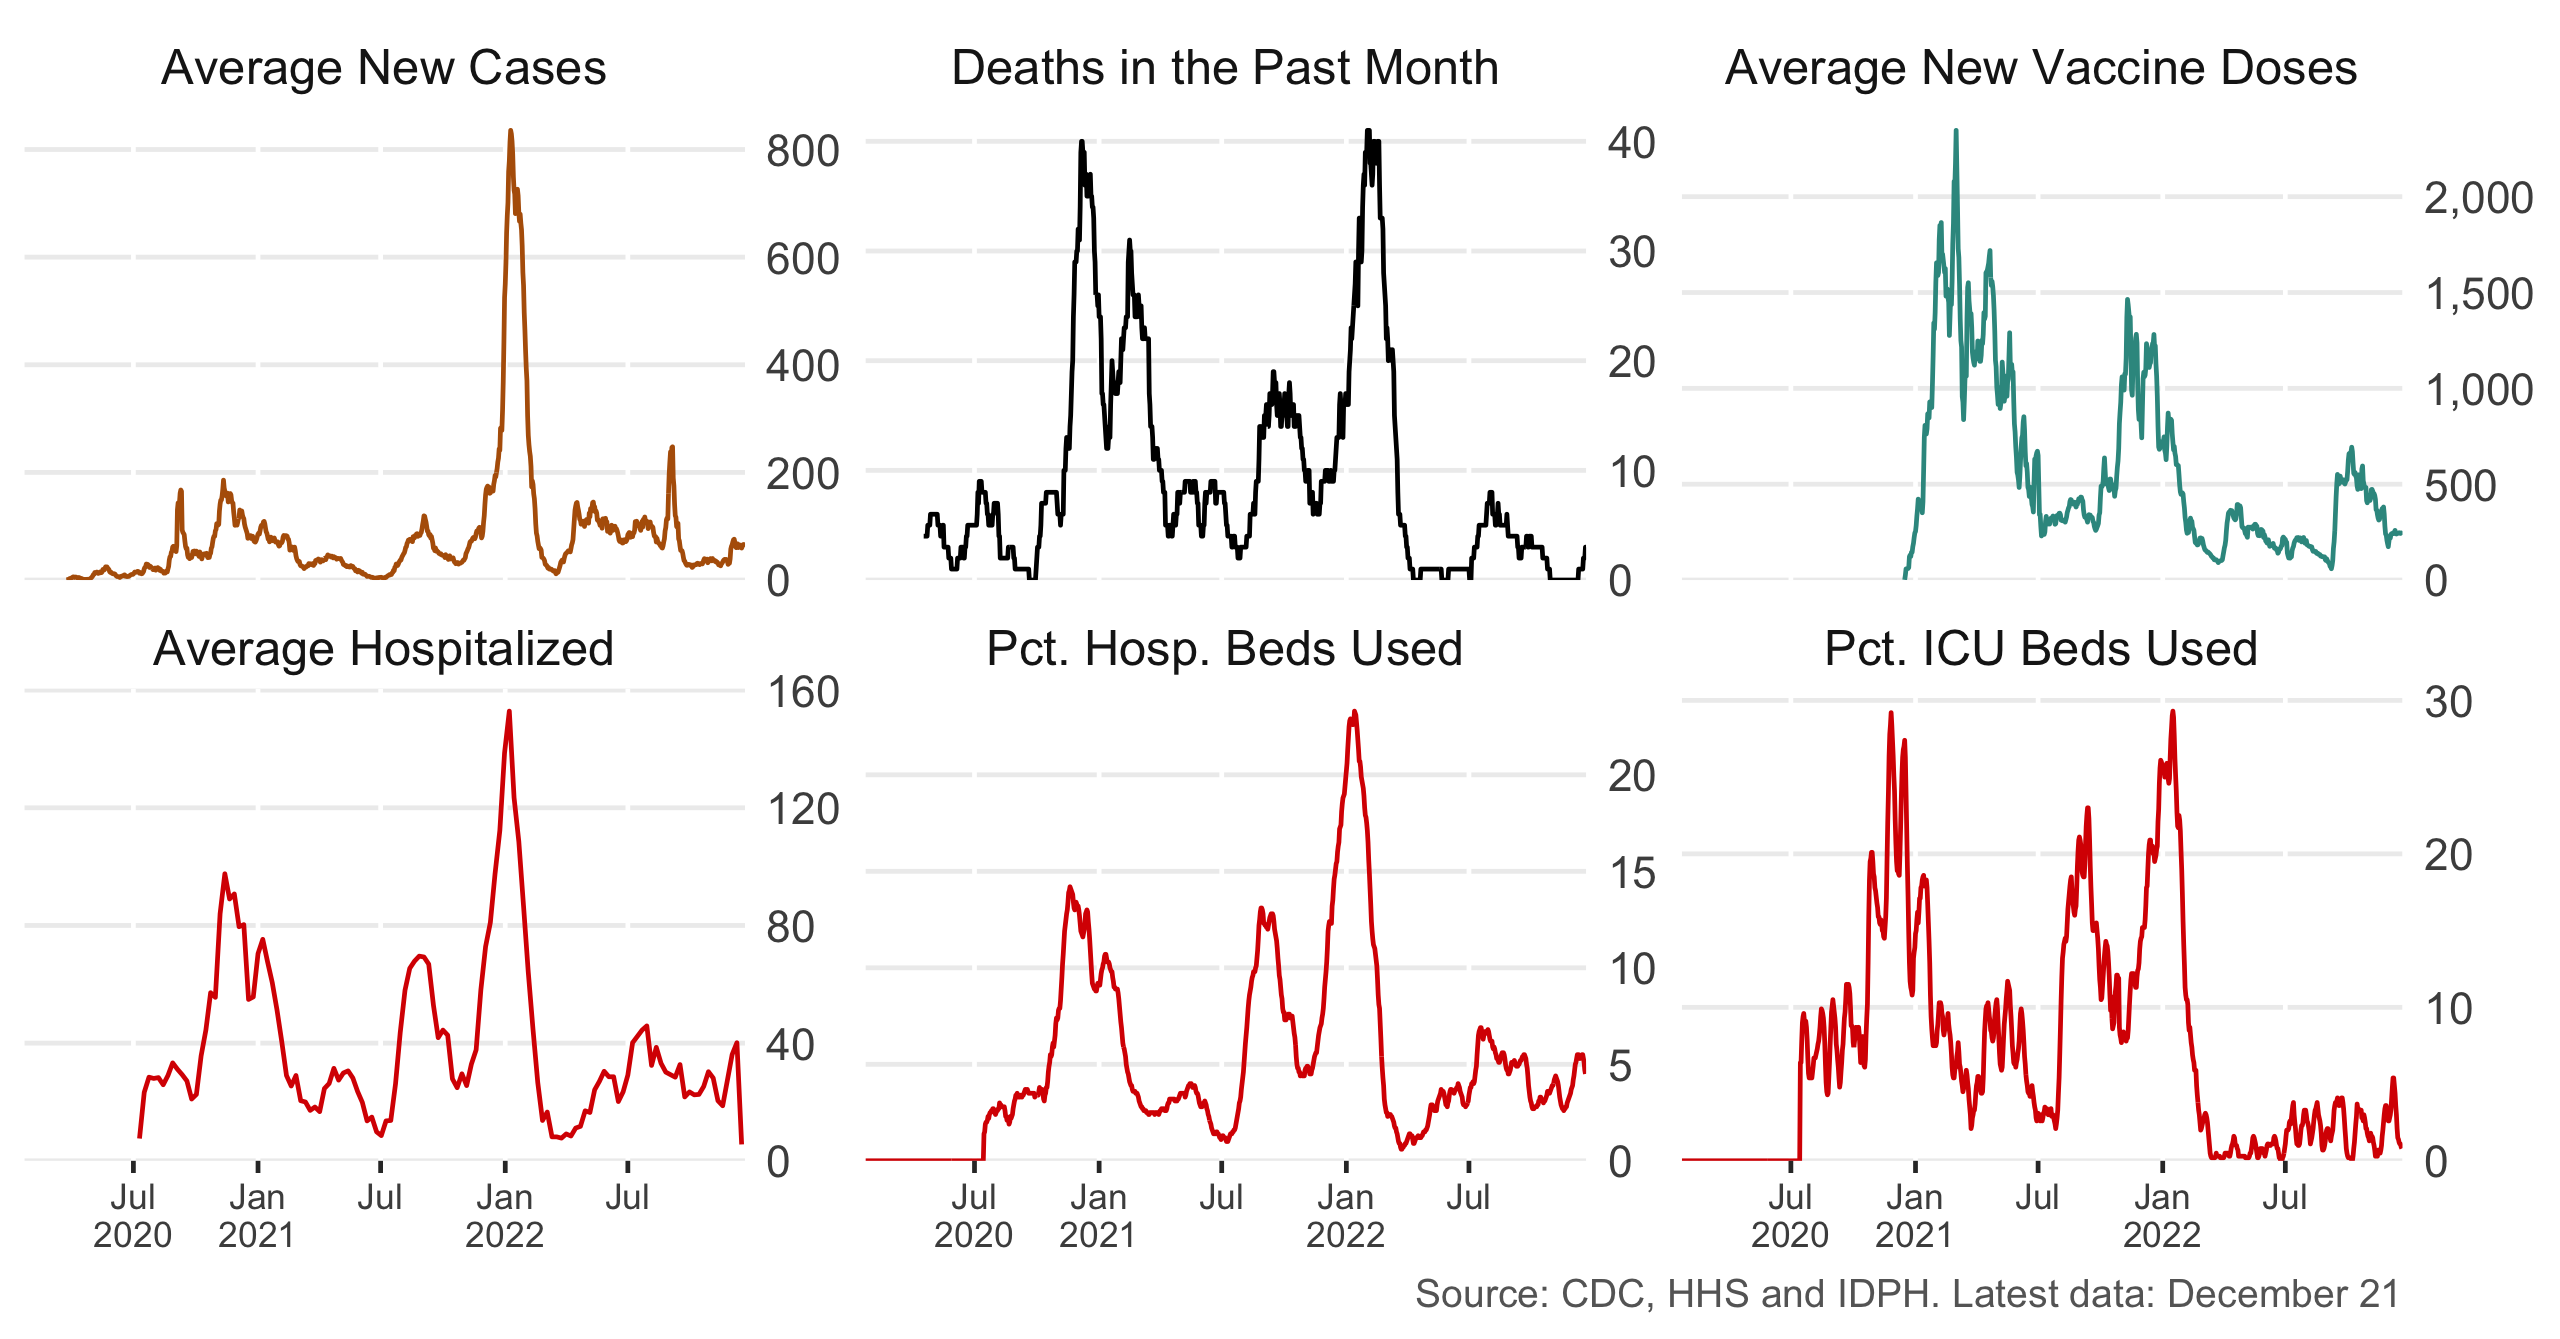 Average New Cases
800
600
400
200
0
Deaths in the Past Month
40
30
20
10
0
Average New Vaccine Doses
2,000
1,500
1,000
500
0
Average Hospitalized
160
120
80
40
0
Jul Jan Jul Jan Jul
2020 2021 2022
Pct. Hosp. Beds Used
20
15
10
5
0
Jul Jan Jul Jan Jul
2020 2021 2022
Pct. ICU Beds Used
30
20
10
0
Jul Jan Jul Jan Jul
2020 2021 2022
Source: CDC, HHS and IDPH. Latest data: December 21